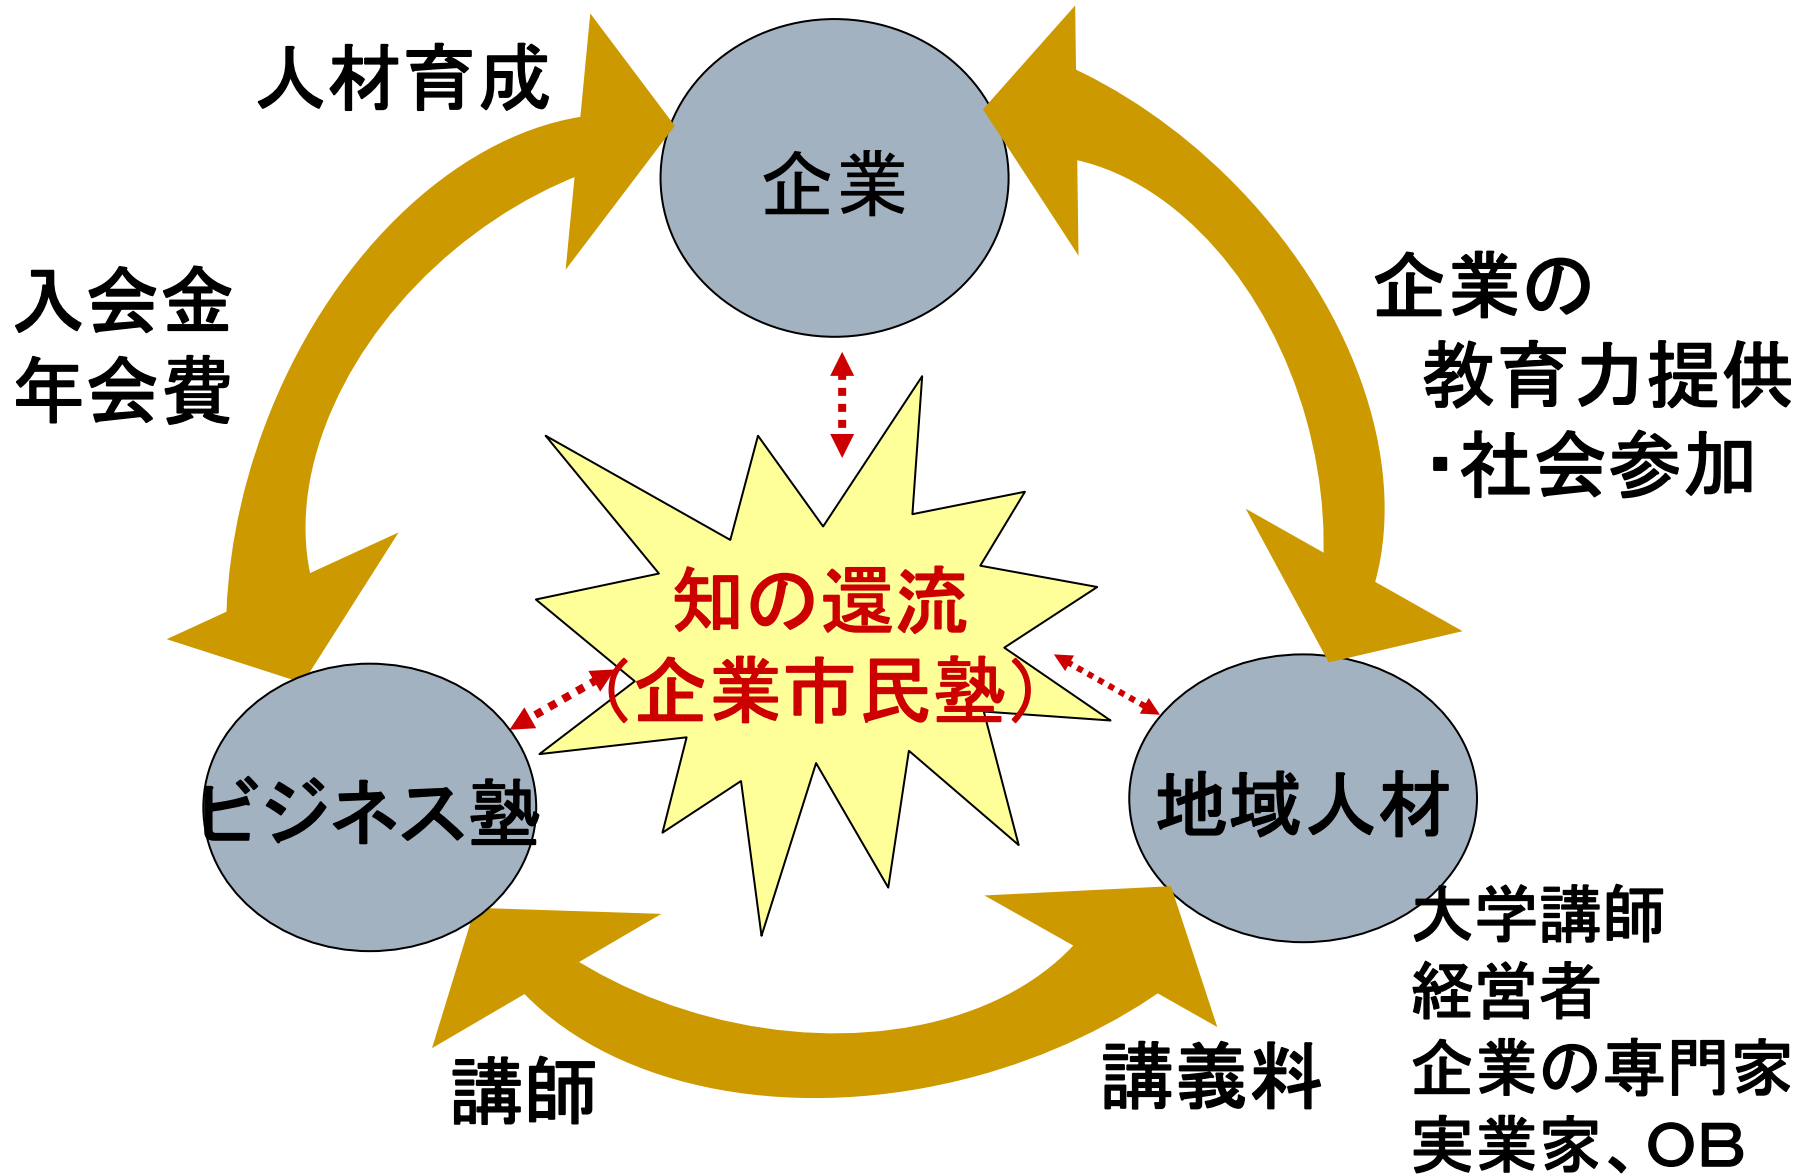 人材育成
企業
入会金
年会費
企業の
教育力提供
・社会参加
知の還流
（企業市民塾）
ビジネス塾
地域人材
大学講師
経営者
企業の専門家
実業家、OB
講師
講義料